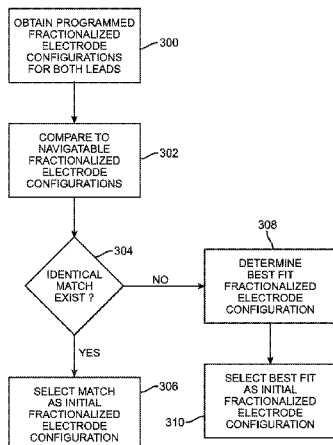 OBTAIN PROGRAMMED
FRACTIONALIZED
ELECTRODE
CONFIGURATIONS
FOR BOTH LEADS
300
COMPARE TO
NAVIGATABLE
FRACTIONALIZED
ELECTRODE
CONFIGURATIONS
302
304
IDENTICAL
MATCH
EXIST ?
NO
YES
308
DETERMINE
BEST FIT
FRACTIONALIZED
ELECTRODE
CONFIGURATION
SELECT MATCH
AS INITIAL
FRACTIONALIZED
ELECTRODE
CONFIGURATION
306
SELECT BEST FIT
AS INITIAL
FRACTIONALIZED
ELECTRODE
CONFIGURATION
310